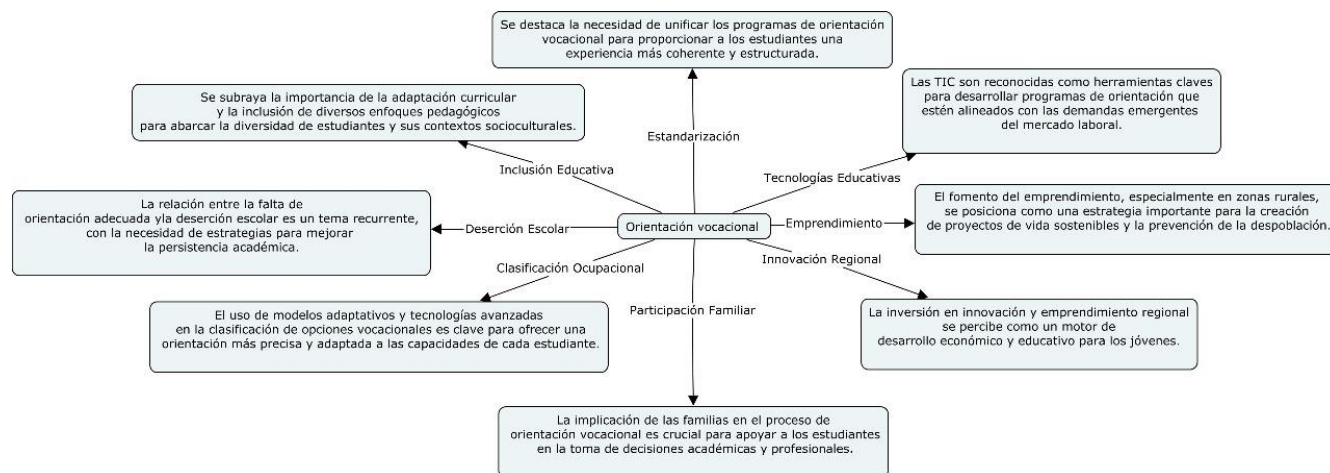 Se destaca la necesidad de unificar los programas de orientación
vocacional para proporcionar a los estudiantes una
experiencia más coherente y estructurada.
Estandarización
Las TIC son reconocidas como herramientas claves
para desarrollar programas de orientación que
estén alineados con las demandas emergentes
del mercado laboral.
Tecnologías Educativas
Se subraya la importancia de la adaptación curricular
y la inclusión de diversos enfoques pedagógicos
para abarcar la diversidad de estudiantes y sus contextos socioculturales.
Inclusión Educativa
El fomento del emprendimiento, especialmente en zonas rurales,
se posiciona como una estrategia importante para la creación
de proyectos de vida sostenibles y la prevención de la despoblación.
Emprendimiento
La relación entre la falta de
orientación adecuada yla deserción escolar es un tema recurrente,
con la necesidad de estrategias para mejorar
la persistencia académica.
Deserción Escolar
Orientación vocacional
Innovación Regional
La inversión en innovación y emprendimiento regional
se percibe como un motor de
desarrollo económico y educativo para los jóvenes.
Clasificación Ocupacional
El uso de modelos adaptativos y tecnologías avanzadas
en la clasificación de opciones vocacionales es clave para ofrecer una
orientación más precisa y adaptada a las capacidades de cada estudiante.
Participación Familiar
La implicación de las familias en el proceso de
orientación vocacional es crucial para apoyar a los estudiantes
en la toma de decisiones académicas y profesionales.